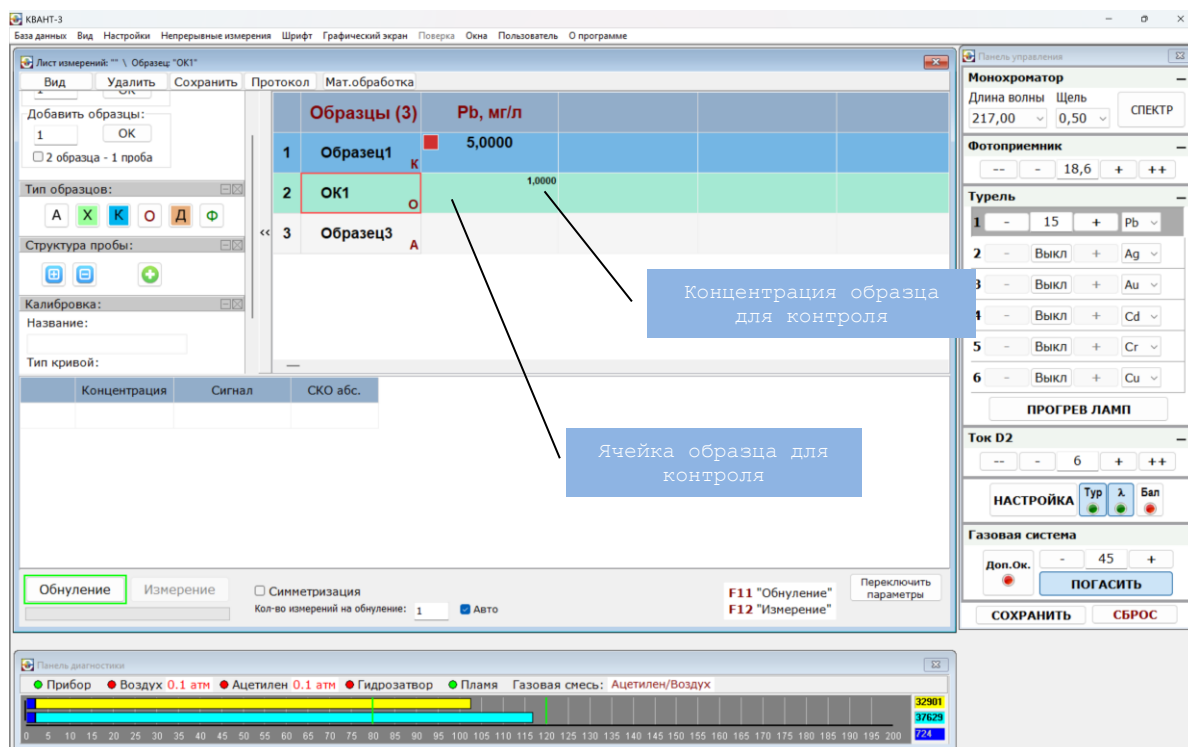 КВАНТ-3
База данных Вид Настройки Непрерывные измерения Шрифт Графический экран Поверка Окна Пользователь О программе
Лист измерений: "" \ Образец: "ОК1"
Вид Удалить Сохранить Протокол Мат.обработка
1 ОК
Добавить образцы:
1 ОК
2 образца - 1 проба
Тип образцов:
А Х К О Д Ф
Структура пробы:
Калибровка:
Название:
Тип кривой:
<<
Образцы (3) Pb, мг/л
1 Образец1 К 5,0000
2 ОК1 О 1,0000
3 Образец3 А
Концентрация образца
для контроля
Концентрация Сигнал СКО абс.
Ячейка образца для
контроля
Обнуление Измерение
Симметризация
Кол-во измерений на обнуление: 1 Авто
F11 "Обнуление"
F12 "Измерение"
Переключить
параметры
Панель управления
Монохроматор
Длина волны Щель
217,00 0,50 СПЕКТР
Фотоприемник
-- - 18,6 + ++
Турель
1 - 15 + Pb
2 - Выкл + Ag
3 - Выкл + Au
4 - Выкл + Cd
5 - Выкл + Cr
6 - Выкл + Cu
ПРОГРЕВ ЛАМП
Ток D2
-- - 6 + ++
НАСТРОЙКА Тур λ Бал
Газовая система
Доп.Ок. - 45 +
ПОГАСИТЬ
СОХРАНИТЬ СБРОС
Панель диагностики
Прибор Воздух 0.1 атм Ацетилен 0.1 атм Гидрозатвор Пламя Газовая смесь: Ацетилен/Воздух
32901
37629
724
0 5 10 15 20 25 30 35 40 45 50 55 60 65 70 75 80 85 90 95 100 105 110 115 120 125 130 135 140 145 150 155 160 165 170 175 180 185 190 195 200